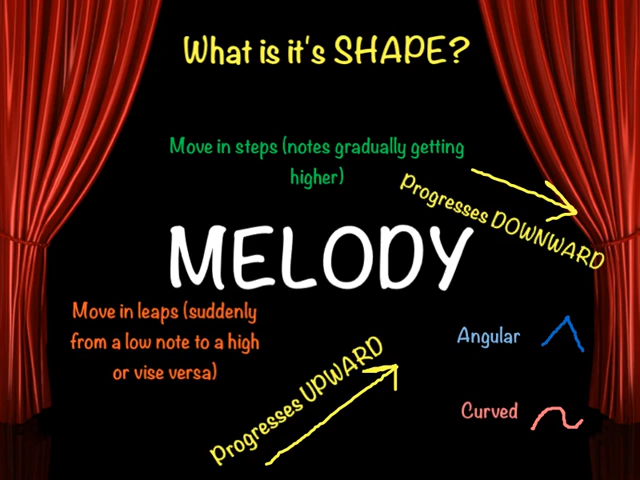 What is it's SHAPE?
Move in steps (notes gradually getting
higher)
Progresses DOWNWARD
MELODY
Move in leaps (suddenly
from a low note to a high
or vise versa)
Progresses UPWARD
Angular
Curved